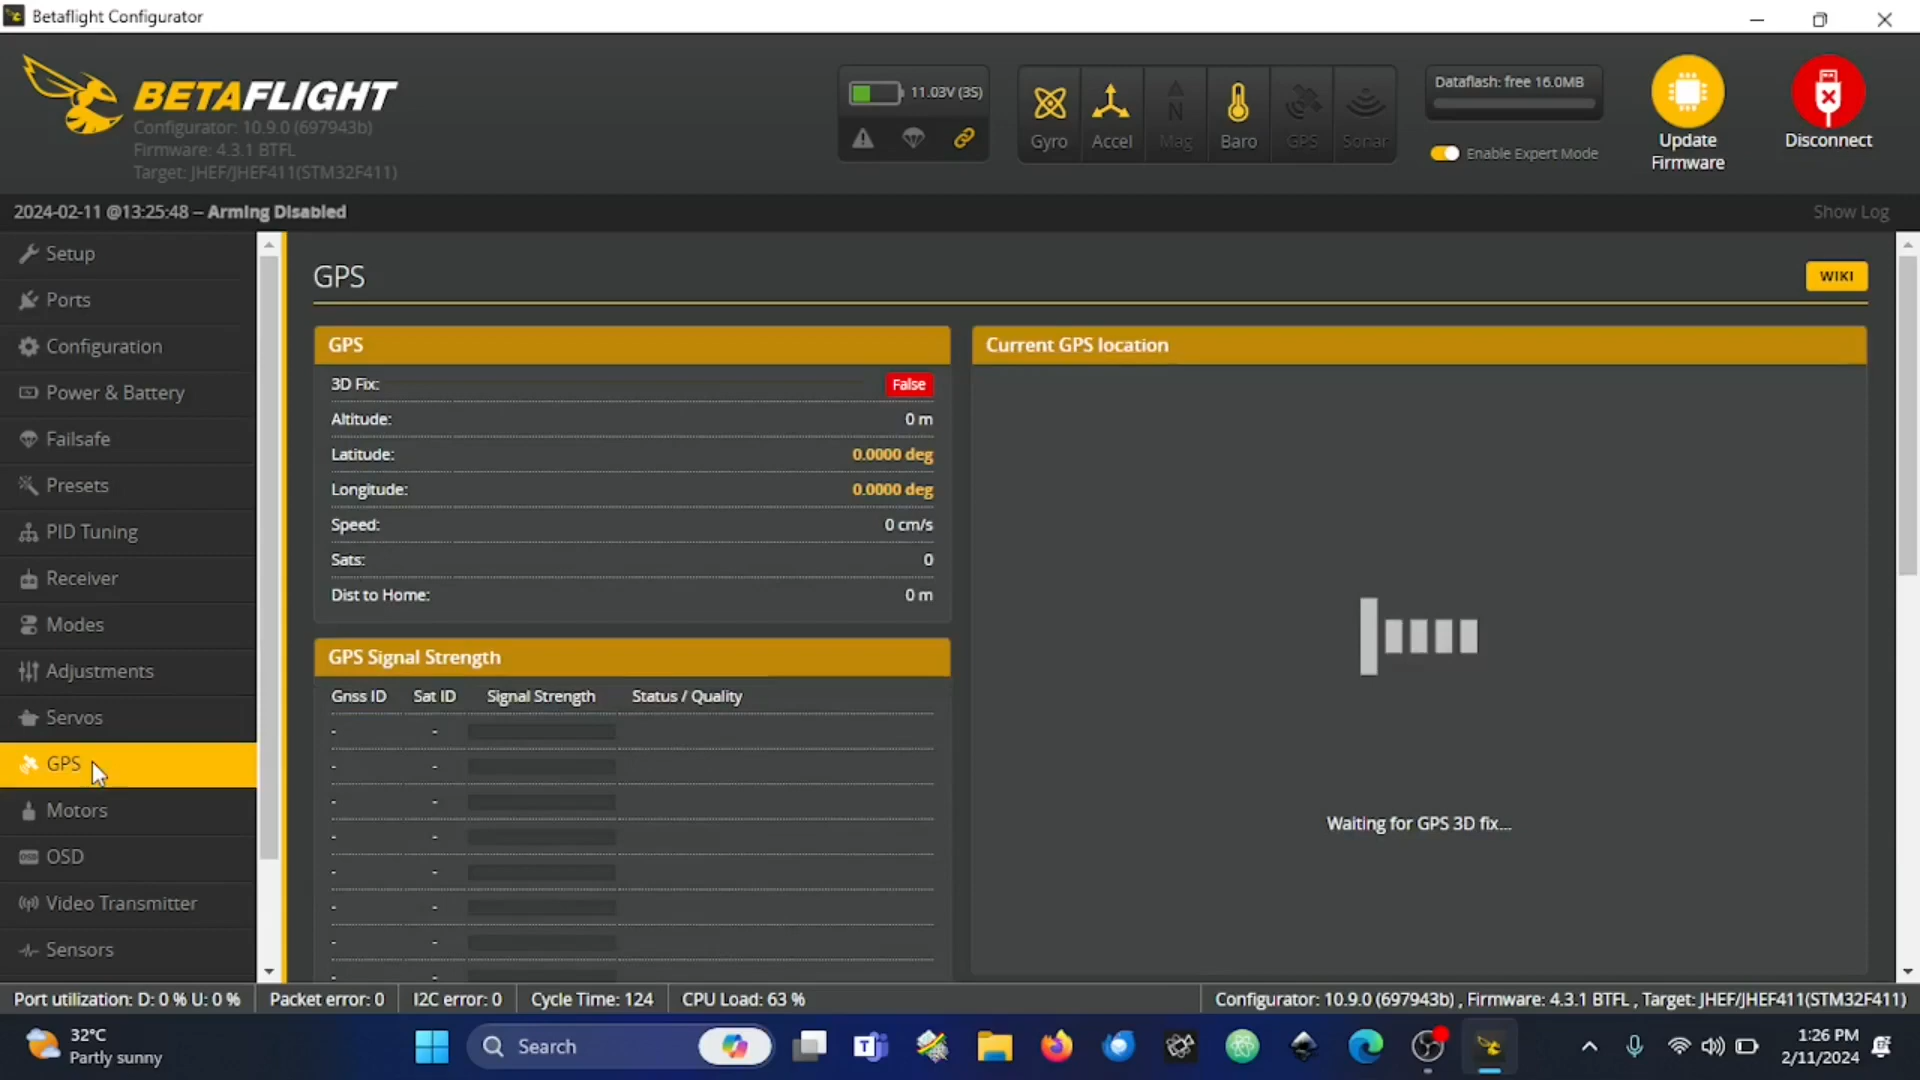 Betaflight Configurator
BETAFLIGHT
Configurator: 10.9.0 (697943b)
Firmware: 4.3.1 BTFL
Target: JHEF/JHEF411(STM32F411)
11.03V (3S)
Gyro
Accel
Mag
Baro
GPS
Sonar
Dataflash: free 16.0MB
Enable Expert Mode
Update
Firmware
Disconnect
2024-02-11 @13:25:48 -- Arming Disabled
Show Log
Setup
Ports
Configuration
Power & Battery
Failsafe
Presets
PID Tuning
Receiver
Modes
Adjustments
Servos
GPS
Motors
OSD
Video Transmitter
Sensors
GPS
WIKI
GPS
3D Fix: False
Altitude: 0 m
Latitude: 0.0000 deg
Longitude: 0.0000 deg
Speed: 0 cm/s
Sats: 0
Dist to Home: 0 m
GPS Signal Strength
Gnss ID Sat ID Signal Strength Status / Quality
- -
- -
- -
- -
- -
- -
- -
- -
Current GPS location
Waiting for GPS 3D fix...
Port utilization: D: 0 % U: 0 % Packet error: 0 I2C error: 0 Cycle Time: 124 CPU Load: 63 % Configurator: 10.9.0 (697943b) , Firmware: 4.3.1 BTFL , Target: JHEF/JHEF411(STM32F411)
32°C
Partly sunny
Search
1:26 PM
2/11/2024